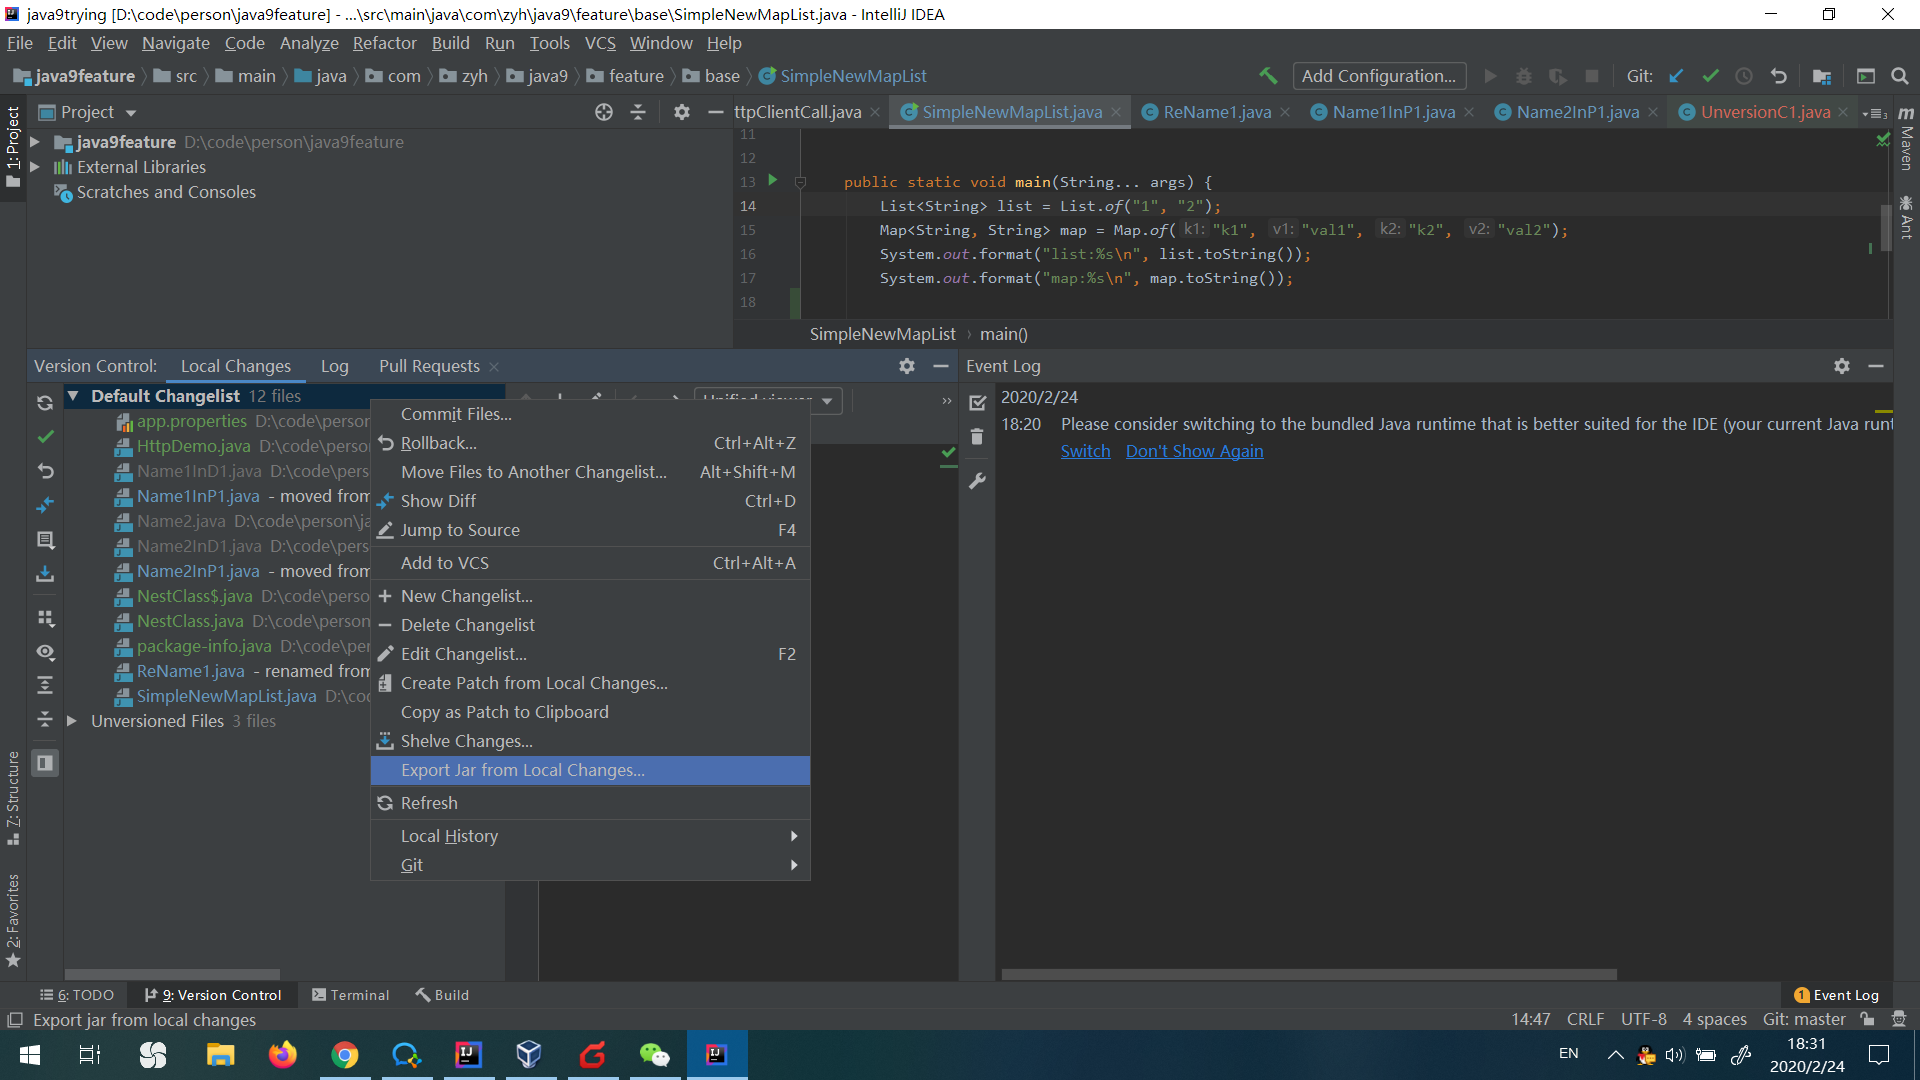 java9trying [D:\code\person\java9feature] - ...\src\main\java\com\zyh\java9\feature\base\SimpleNewMapList.java - IntelliJ IDEA
File Edit View Navigate Code Analyze Refactor Build Run Tools VCS Window Help
java9feature src main java com zyh java9 feature base SimpleNewMapList Add Configuration... Git:
1: Project
Project
ttpClientCall.java SimpleNewMapList.java ReName1.java Name1InP1.java Name2InP1.java UnversionC1.java
java9feature D:\code\person\java9feature
External Libraries
Scratches and Consoles
11
12
13 public static void main(String... args) {
14 List<String> list = List.of("1", "2");
15 Map<String, String> map = Map.of( k1: "k1", v1: "val1", k2: "k2", v2: "val2");
16 System.out.format("list:%s\n", list.toString());
17 System.out.format("map:%s\n", map.toString());
18
SimpleNewMapList › main()
Maven
Ant
Version Control: Local Changes Log Pull Requests
Default Changelist 12 files
app.properties D:\code\person
HttpDemo.java D:\code\perso
Name1InD1.java D:\code\pers
Name1InP1.java - moved from
Name2.java D:\code\person\ja
Name2InD1.java D:\code\pers
Name2InP1.java - moved from
NestClass$.java D:\code\perso
NestClass.java D:\code\person
package-info.java D:\code\per
ReName1.java - renamed from
SimpleNewMapList.java D:\coc
Unversioned Files 3 files
Commit Files...
Rollback... Ctrl+Alt+Z
Move Files to Another Changelist... Alt+Shift+M
Show Diff Ctrl+D
Jump to Source F4
Add to VCS Ctrl+Alt+A
New Changelist...
Delete Changelist
Edit Changelist... F2
Create Patch from Local Changes...
Copy as Patch to Clipboard
Shelve Changes...
Export Jar from Local Changes...
Refresh
Local History
Git
Event Log
2020/2/24
18:20 Please consider switching to the bundled Java runtime that is better suited for the IDE (your current Java runt
Switch Don't Show Again
7: Structure
2: Favorites
6: TODO 9: Version Control Terminal Build 1 Event Log
Export jar from local changes 14:47 CRLF UTF-8 4 spaces Git: master
EN
18:31
2020/2/24